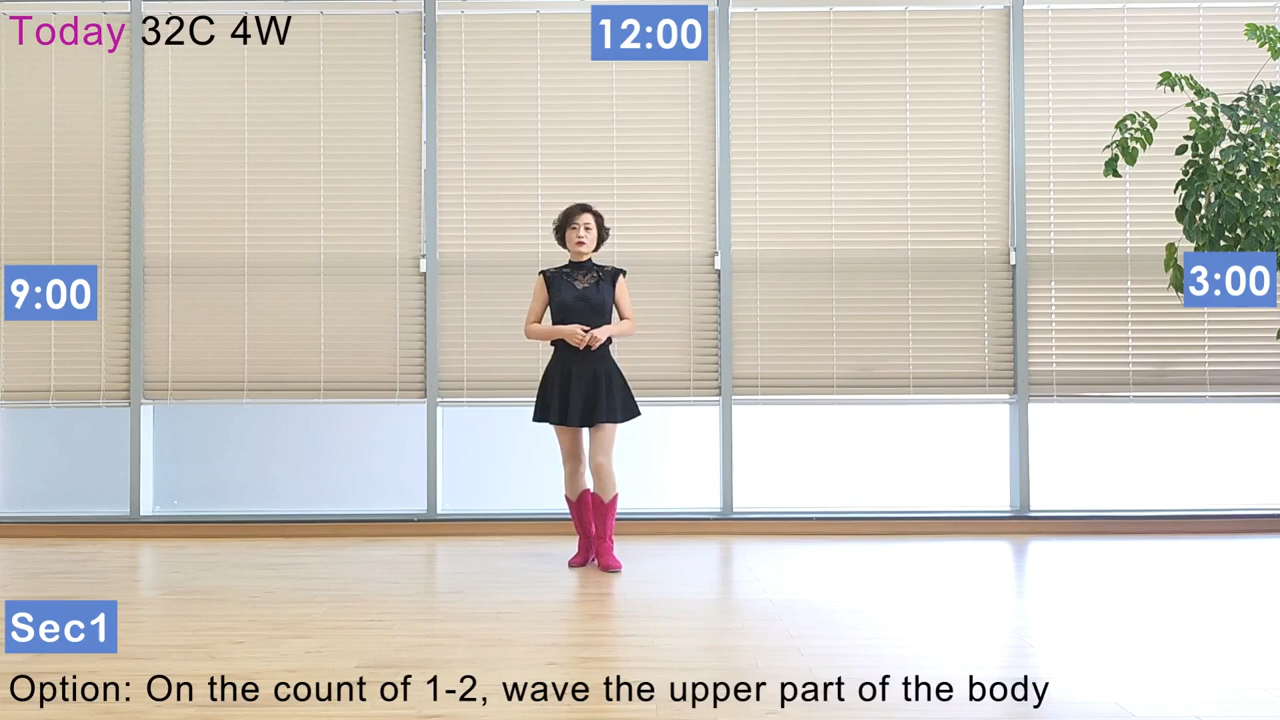 Today 32C 4W
12:00
9:00
3:00
Sec1
Option: On the count of 1-2, wave the upper part of the body